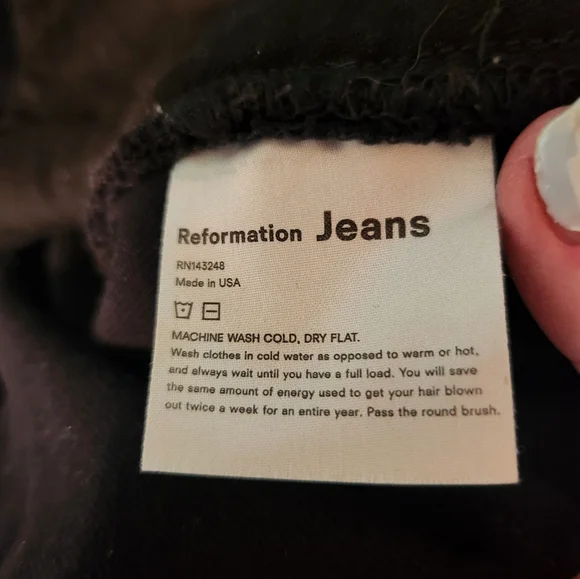 Reformation Jeans
RN143248
Made in USA
MACHINE WASH COLD, DRY FLAT.
Wash clothes in cold water as opposed to warm or hot,
and always wait until you have a full load. You will save
the same amount of energy used to get your hair blown
out twice a week for an entire year. Pass the round brush.